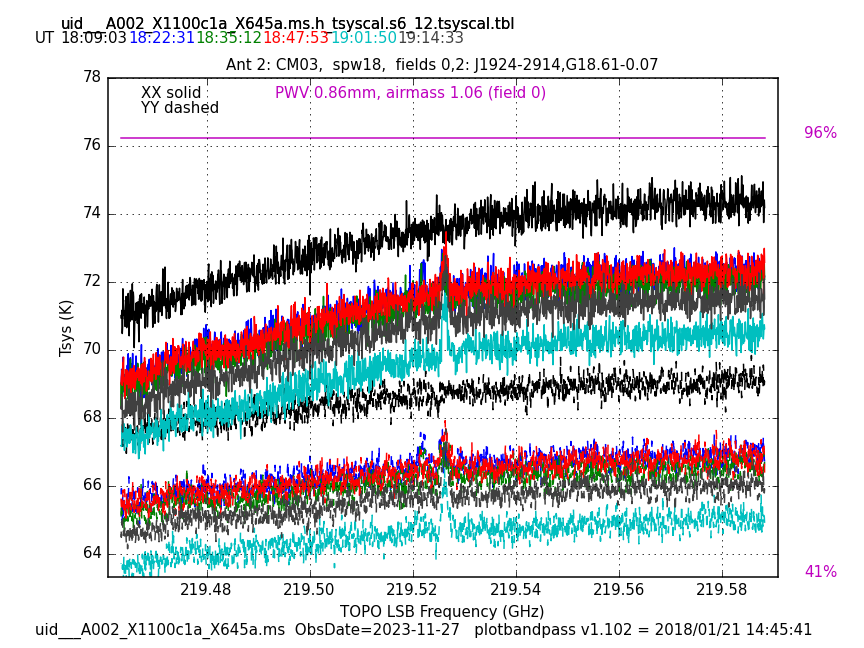 uid___A002_X1100c1a_X645a.ms.h_tsyscal.s6_12.tsyscal.tbl
UT 18:09:03 18:22:31 18:35:12 18:47:53 19:01:50 19:14:33
Ant 2: CM03,  spw18,  fields 0,2: J1924-2914,G18.61-0.07
78
XX solid
PWV 0.86mm, airmass 1.06 (field 0)
YY dashed
96%
76
74
72
70
68
66
64
Tsys (K)
41%
219.48 219.50 219.52 219.54 219.56 219.58
TOPO LSB Frequency (GHz)
uid___A002_X1100c1a_X645a.ms  ObsDate=2023-11-27   plotbandpass v1.102 = 2018/01/21 14:45:41